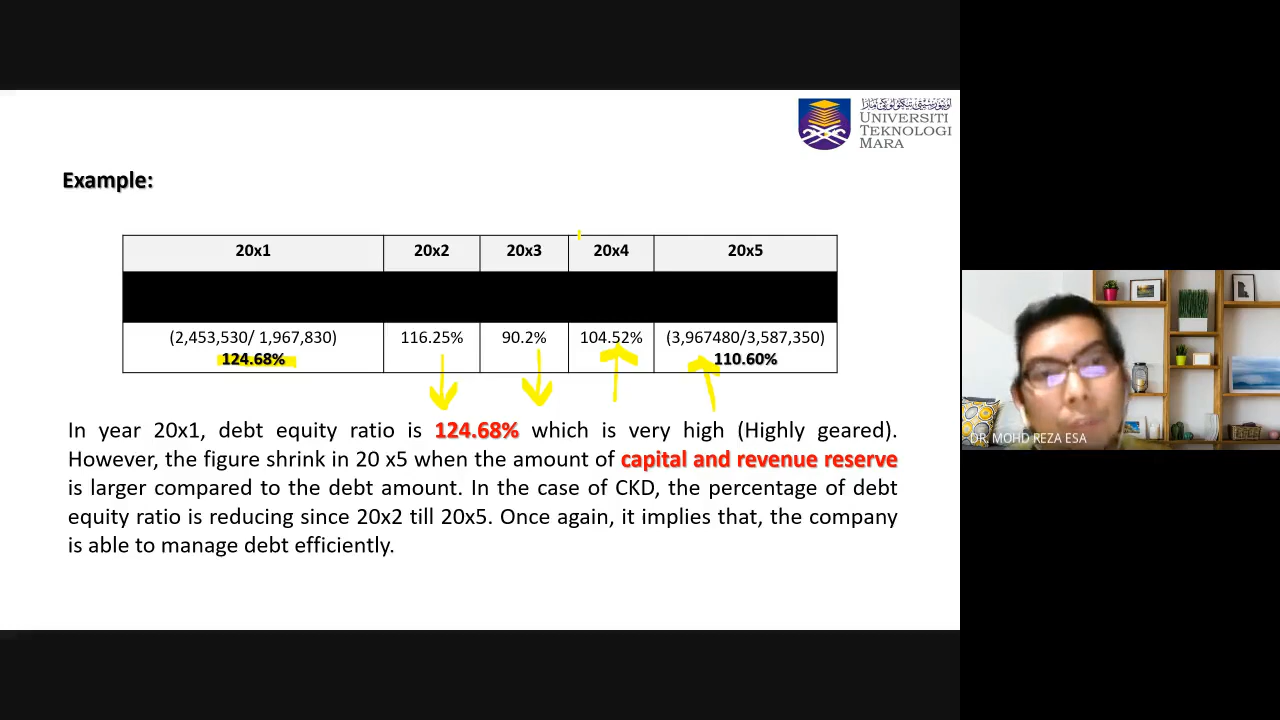 اونيۏرسيتي تيكنولوݢي مارا
UNIVERSITI
TEKNOLOGI
MARA
Example:
20x1 20x2 20x3 20x4 20x5
(2,453,530/ 1,967,830) 116.25% 90.2% 104.52% (3,967480/3,587,350)
124.68% 110.60%
In year 20x1, debt equity ratio is 124.68% which is very high (Highly geared).
However, the figure shrink in 20 x5 when the amount of capital and revenue reserve
is larger compared to the debt amount. In the case of CKD, the percentage of debt
equity ratio is reducing since 20x2 till 20x5. Once again, it implies that, the company
is able to manage debt efficiently.
DR. MOHD REZA ESA